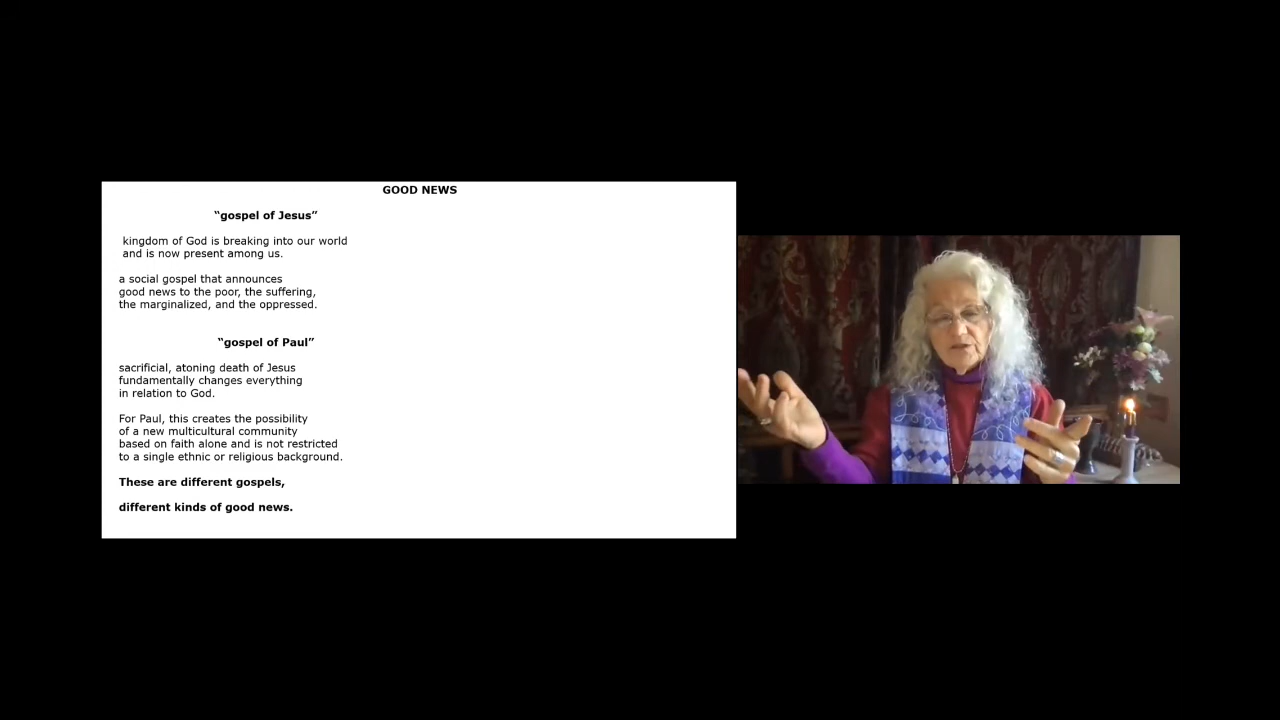 GOOD NEWS
“gospel of Jesus”
kingdom of God is breaking into our world
and is now present among us.
a social gospel that announces
good news to the poor, the suffering,
the marginalized, and the oppressed.
“gospel of Paul”
sacrificial, atoning death of Jesus
fundamentally changes everything
in relation to God.
For Paul, this creates the possibility
of a new multicultural community
based on faith alone and is not restricted
to a single ethnic or religious background.
These are different gospels,
different kinds of good news.